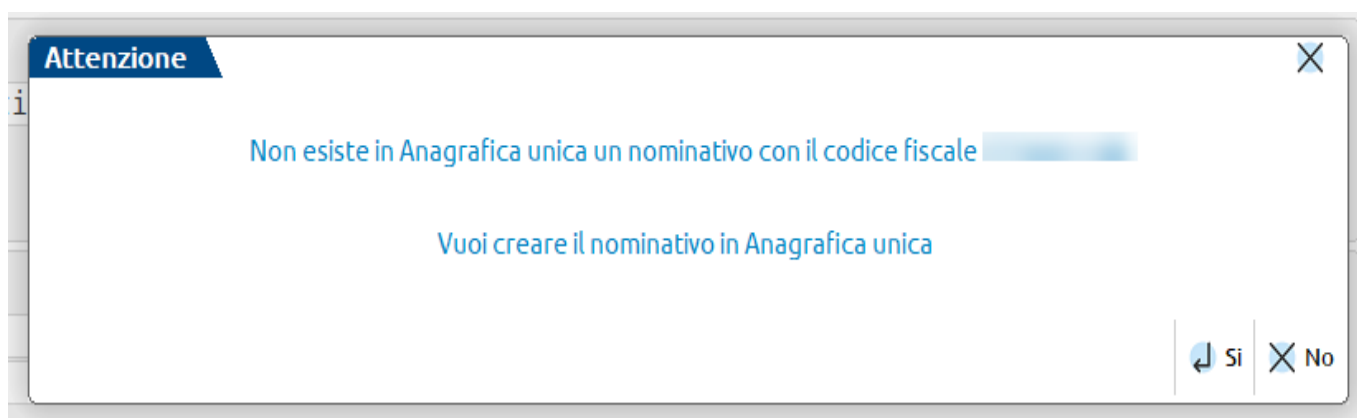 Attenzione
i
Non esiste in Anagrafica unica un nominativo con il codice fiscale
Vuoi creare il nominativo in Anagrafica unica
Si No